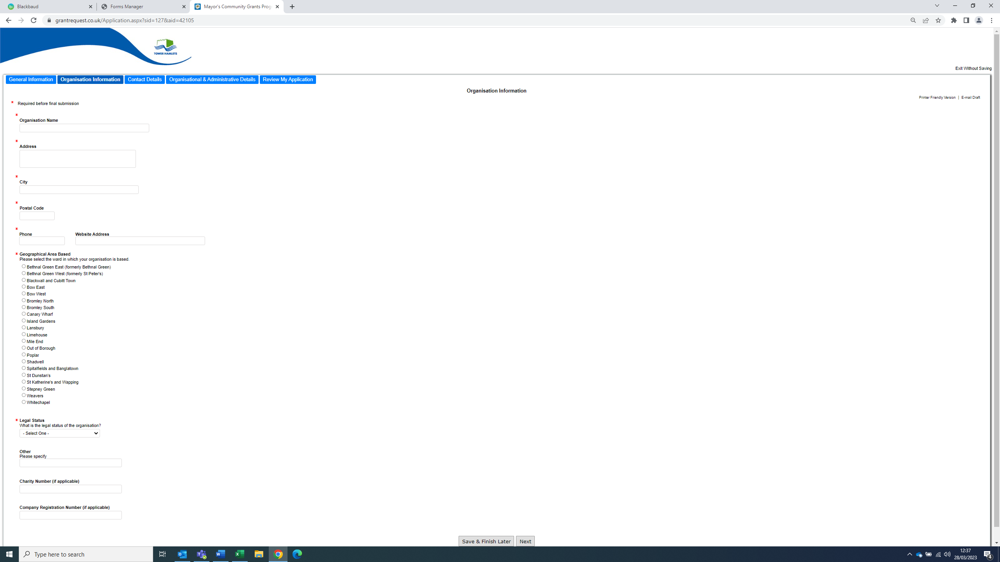 Blackbaud
Forms Manager
Mayor's Community Grants Prog
grantrequest.co.uk/Application.aspx?sid=127&aid=42105
TOWER HAMLETS
Exit Without Saving
General Information
Organisation Information
Contact Details
Organisational & Administrative Details
Review My Application
Organisation Information
Printer Friendly Version | E-mail Draft
* Required before final submission
*
Organisation Name
*
Address
*
City
*
Postal Code
*
Phone
Website Address
* Geographical Area Based
Please select the ward in which your organisation is based.
Bethnal Green East (formerly Bethnal Green)
Bethnal Green West (formerly St Peter's)
Blackwall and Cubitt Town
Bow East
Bow West
Bromley North
Bromley South
Canary Wharf
Island Gardens
Lansbury
Limehouse
Mile End
Out of Borough
Poplar
Shadwell
Spitalfields and Banglatown
St Dunstan's
St Katherine's and Wapping
Stepney Green
Weavers
Whitechapel
* Legal Status
What is the legal status of the organisation?
- Select One -
Other
Please specify
Charity Number (if applicable)
Company Registration Number (if applicable)
Save & Finish Later
Next
Type here to search
12:37
28/03/2023
4